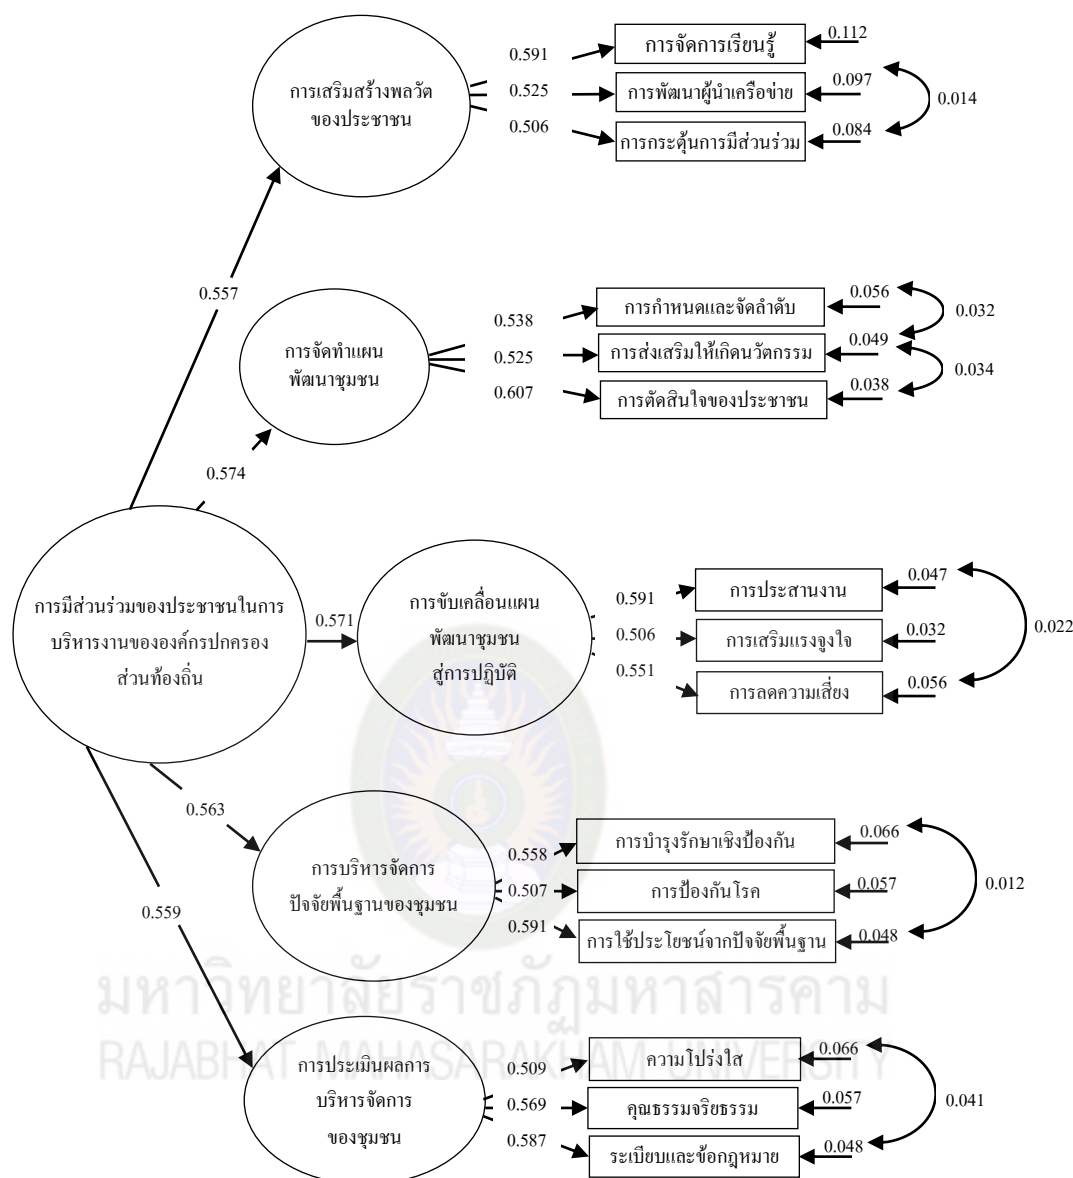 0.591
การจัดการเรียนรู้
0.112
การเสริมสร้างพลวัต
ของประชาชน
0.525
การพัฒนาผู้นำเครือข่าย
0.097
0.014
0.506
การกระตุ้นการมีส่วนร่วม
0.084
0.557
การจัดทำแผน
พัฒนาชุมชน
0.538
การกำหนดและจัดลำดับ
0.056
0.032
0.525
การส่งเสริมให้เกิดนวัตกรรม
0.049
0.034
0.607
การตัดสินใจของประชาชน
0.038
0.574
การมีส่วนร่วมของประชาชนในการ
บริหารงานขององค์กรปกครอง
ส่วนท้องถิ่น
0.571
การขับเคลื่อนแผน
พัฒนาชุมชน
สู่การปฏิบัติ
0.591
การประสานงาน
0.047
0.506
การเสริมแรงจูงใจ
0.032
0.022
0.551
การลดความเสี่ยง
0.056
0.563
การบริหารจัดการ
ปัจจัยพื้นฐานของชุมชน
0.558
การบำรุงรักษาเชิงป้องกัน
0.066
0.507
การป้องกันโรค
0.057
0.012
0.591
การใช้ประโยชน์จากปัจจัยพื้นฐาน
0.048
0.559
มหาวิทยาลัยราชภัฏมหาสารคาม
RAJABHAT MAHASARAKHAM UNIVERSITY
การประเมินผลการ
บริหารจัดการ
ของชุมชน
0.509
ความโปร่งใส
0.066
0.569
คุณธรรมจริยธรรม
0.057
0.041
0.587
ระเบียบและข้อกฎหมาย
0.048